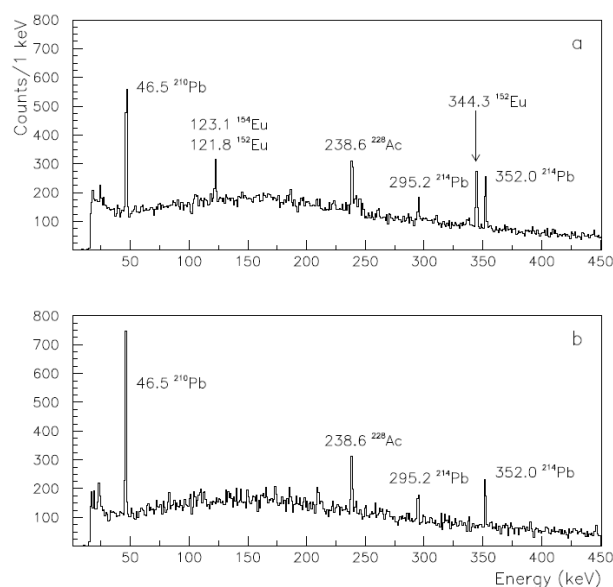 Counts/1 keV
800
700
600
500
400
300
200
100
a
46.5 ²¹⁰Pb
123.1 ¹⁵⁴Eu
121.8 ¹⁵²Eu
238.6 ²²⁸Ac
295.2 ²¹⁴Pb
344.3 ¹⁵²Eu
352.0 ²¹⁴Pb
50 100 150 200 250 300 350 400 450
800
700
600
500
400
300
200
100
b
46.5 ²¹⁰Pb
238.6 ²²⁸Ac
295.2 ²¹⁴Pb
352.0 ²¹⁴Pb
50 100 150 200 250 300 350 400 450
Energy (keV)